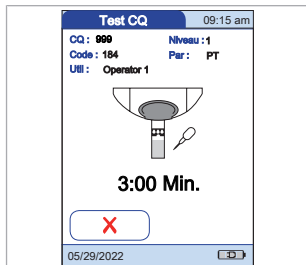 Test CQ 09:15 am
CQ : 999 Niveau : 1
Code : 184 Par : PT
Util : Operator 1
3:00 Min.
05/29/2022